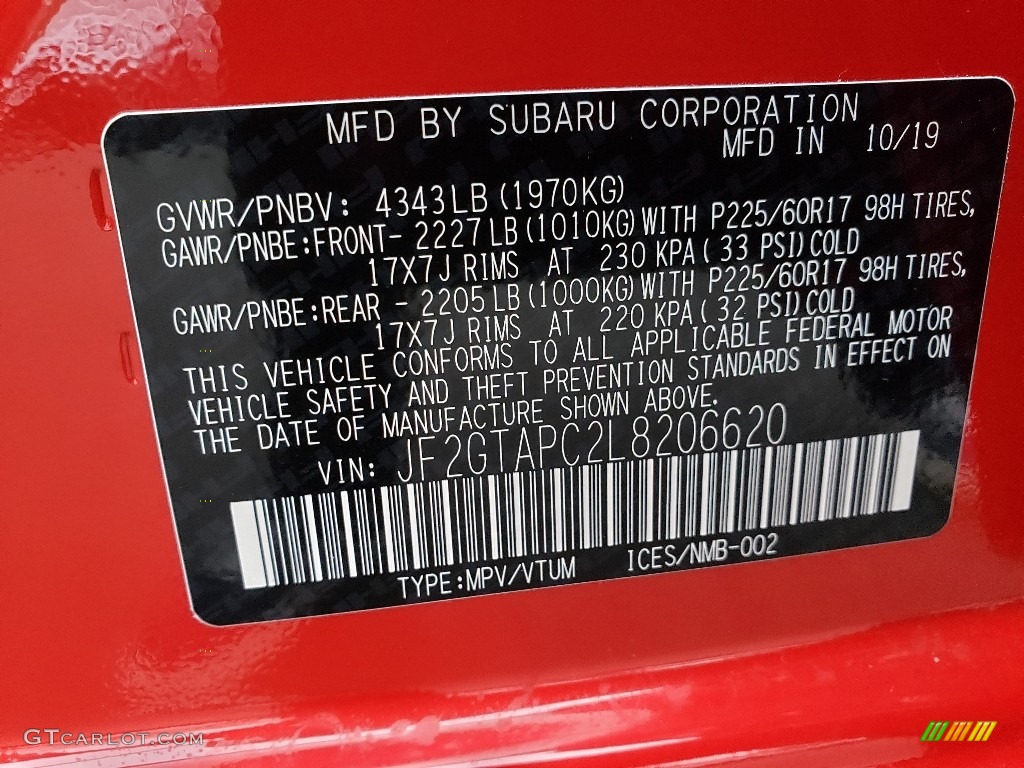 MFD BY SUBARU CORPORATION
MFD IN 10/19
GVWR/PNBV: 4343LB (1970KG)
GAWR/PNBE:FRONT- 2227LB(1010KG)WITH P225/60R17 98H TIRES,
17X7J RIMS AT 230 KPA( 33 PSI)COLD
GAWR/PNBE:REAR - 2205LB(1000KG)WITH P225/60R17 98H TIRES,
17X7J RIMS AT 220 KPA( 32 PSI)COLD
THIS VEHICLE CONFORMS TO ALL APPLICABLE FEDERAL MOTOR
VEHICLE SAFETY AND THEFT PREVENTION STANDARDS IN EFFECT ON
THE DATE OF MANUFACTURE SHOWN ABOVE.
VIN: JF2GTAPC2L8206620
TYPE:MPV/VTUM ICES/NMB-002
GTCARLOT.COM